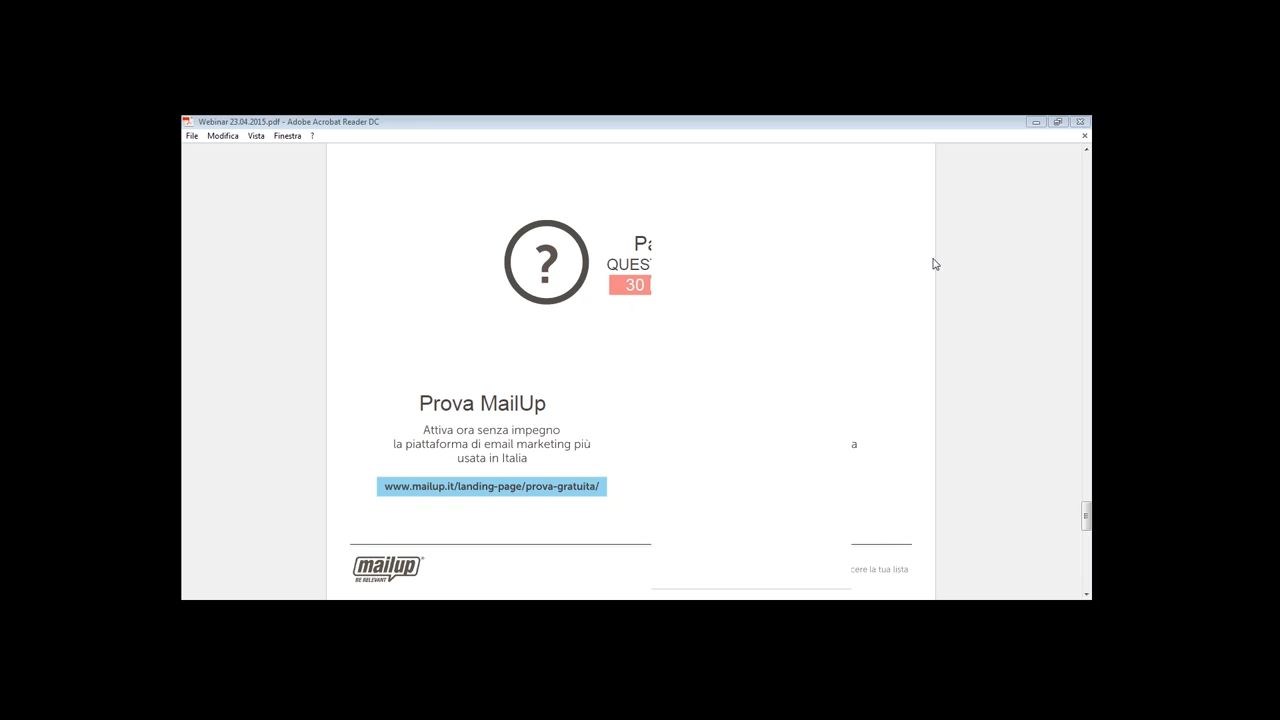 Webinar 23.04.2015.pdf - Adobe Acrobat Reader DC
File Modifica Vista Finestra ?
?
QUES
30
Prova MailUp
Attiva ora senza impegno
la piattaforma di email marketing più
usata in Italia
a
www.mailup.it/landing-page/prova-gratuita/
mailup®
BE RELEVANT
cere la tua lista